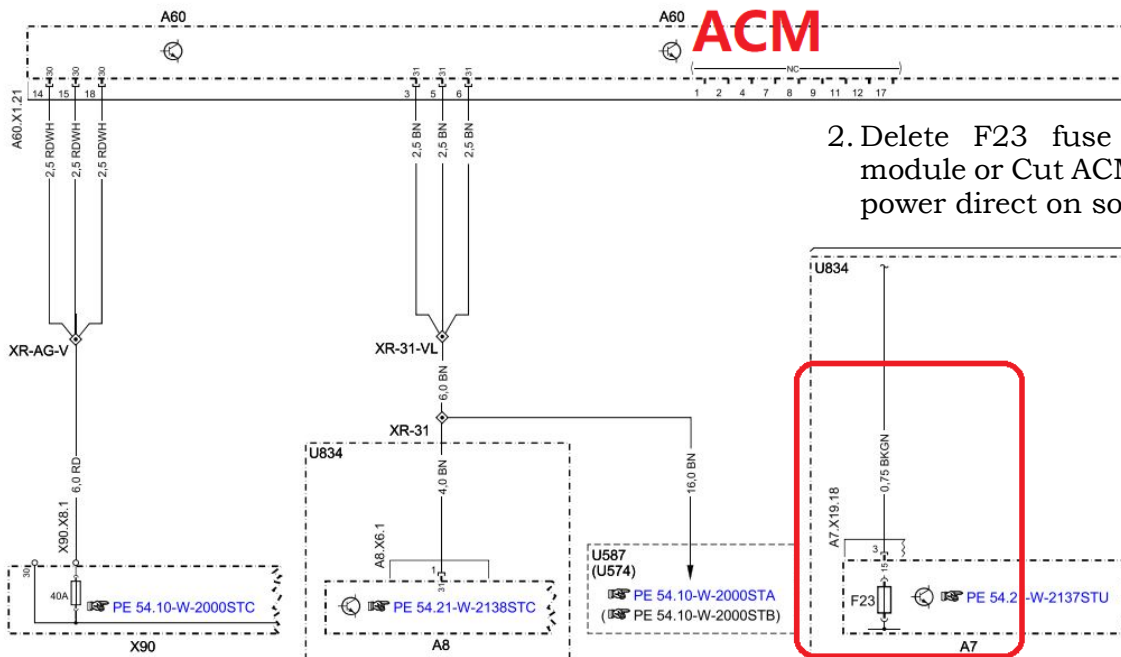 A60
A60
ACM
NC
30
30
30
31
31
31
14
15
18
3
5
6
1
2
4
7
8
9
11
12
17
A60.X1.21
2,5 RDWH
2,5 RDWH
2,5 RDWH
2,5 BN
2,5 BN
2,5 BN
2. Delete F23 fuse
module or Cut ACM
power direct on so
U834
XR-AG-V
XR-31-VL
6,0 BN
XR-31
U834
6,0 RD
4,0 BN
16,0 BN
0,75 BKGN
X90.X8.1
A8.X6.1
A7.X19.18
U587
(U574)
30
40A
PE 54.10-W-2000STC
1
31
PE 54.21-W-2138STC
PE 54.10-W-2000STA
(PE 54.10-W-2000STB)
3
15
F23
PE 54.21-W-2137STU
X90
A8
A7